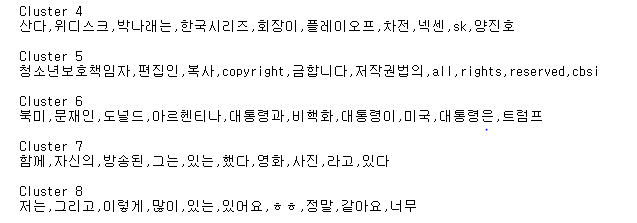 Cluster 4
산다,위디스크,박나래는,한국시리즈,회장이,플레이오프,차전,넥센,sk,양진호
Cluster 5
청소년보호책임자,편집인,복사,copyright,금합니다,저작권법의,all,rights,reserved,cbsi
Cluster 6
북미,문재인,도널드,아르헨티나,대통령과,비핵화,대통령이,미국,대통령은,트럼프
Cluster 7
함께,자신의,방송된,그는,있는,했다,영화,사진,라고,있다
Cluster 8
저는,그리고,이렇게,많이,있는,있어요,ㅎㅎ,정말,같아요,너무